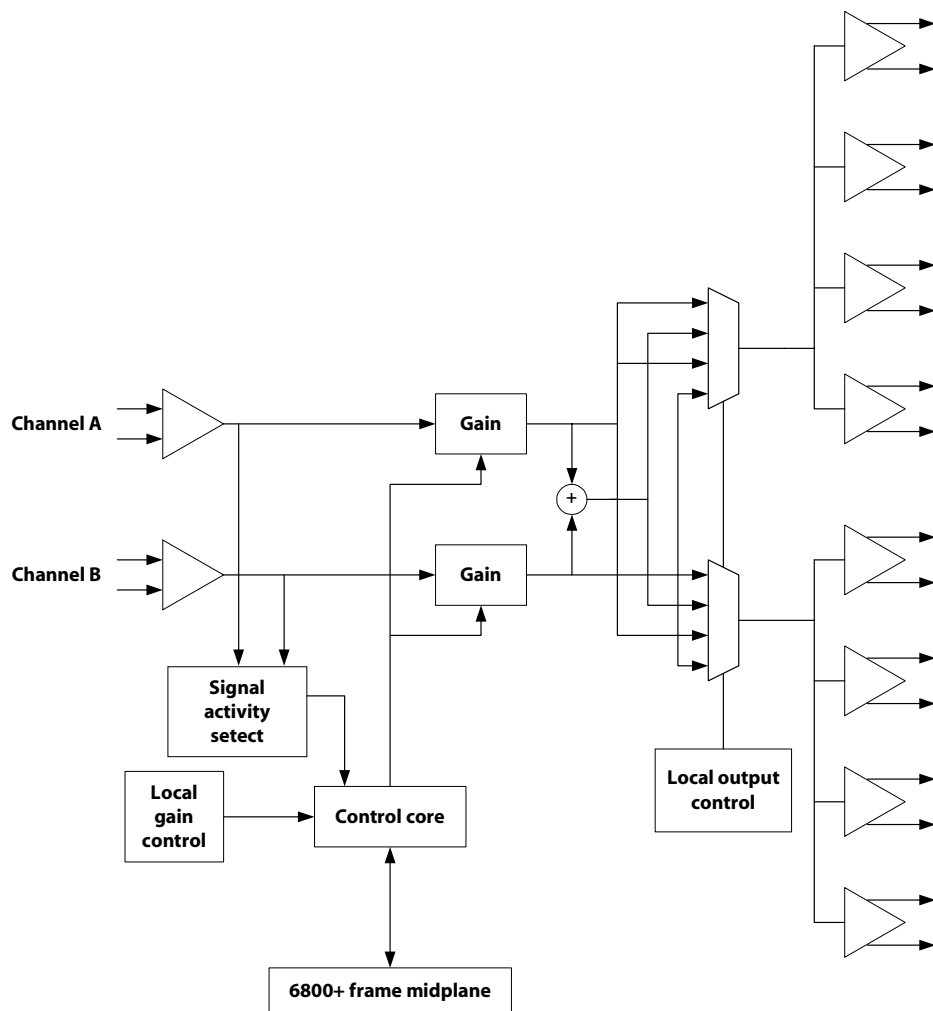 Channel A
Gain
+
Channel B
Gain
Signal
activity
setect
Local
gain
control
Control core
Local output
control
6800+ frame midplane